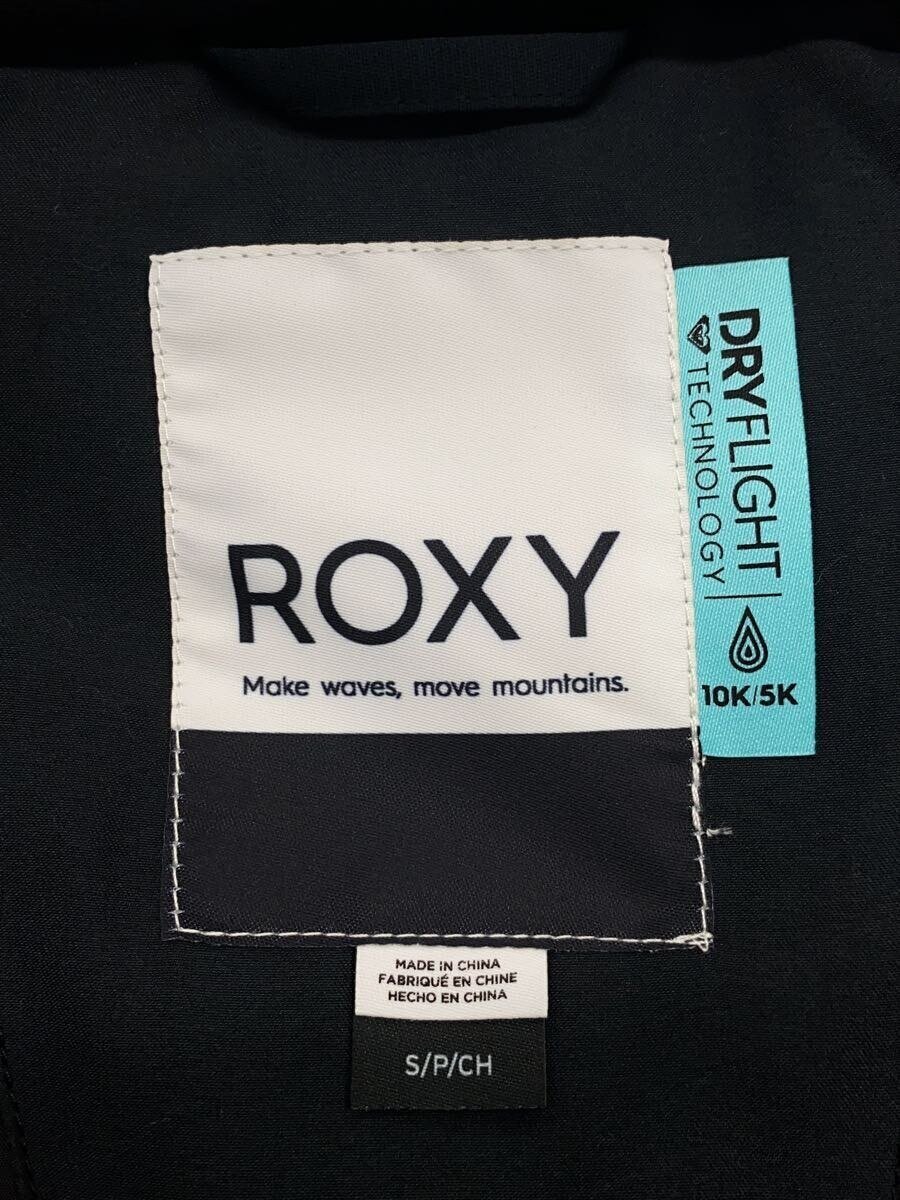 ROXY
Make waves, move mountains.
DRYFLIGHT
TECHNOLOGY
10K/5K
MADE IN CHINA
FABRIQUÉ EN CHINE
HECHO EN CHINA
S/P/CH